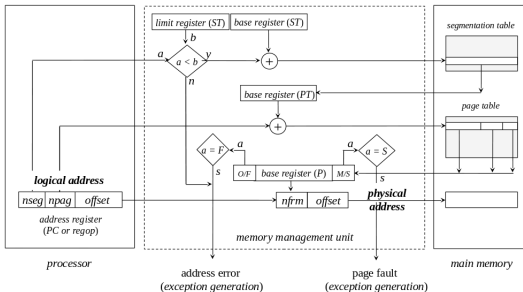 limit register (ST)
base register (ST)
segmentation table
b
a
a < b
y
+
n
base register (PT)
page table
+
a = F
a
a
a = S
logical address
s
O/F
base register (P)
M/S
s
nseg
npag
offset
nfrm
offset
physical
address
address register
(PC or regop)
memory management unit
processor
main memory
address error
(exception generation)
page fault
(exception generation)